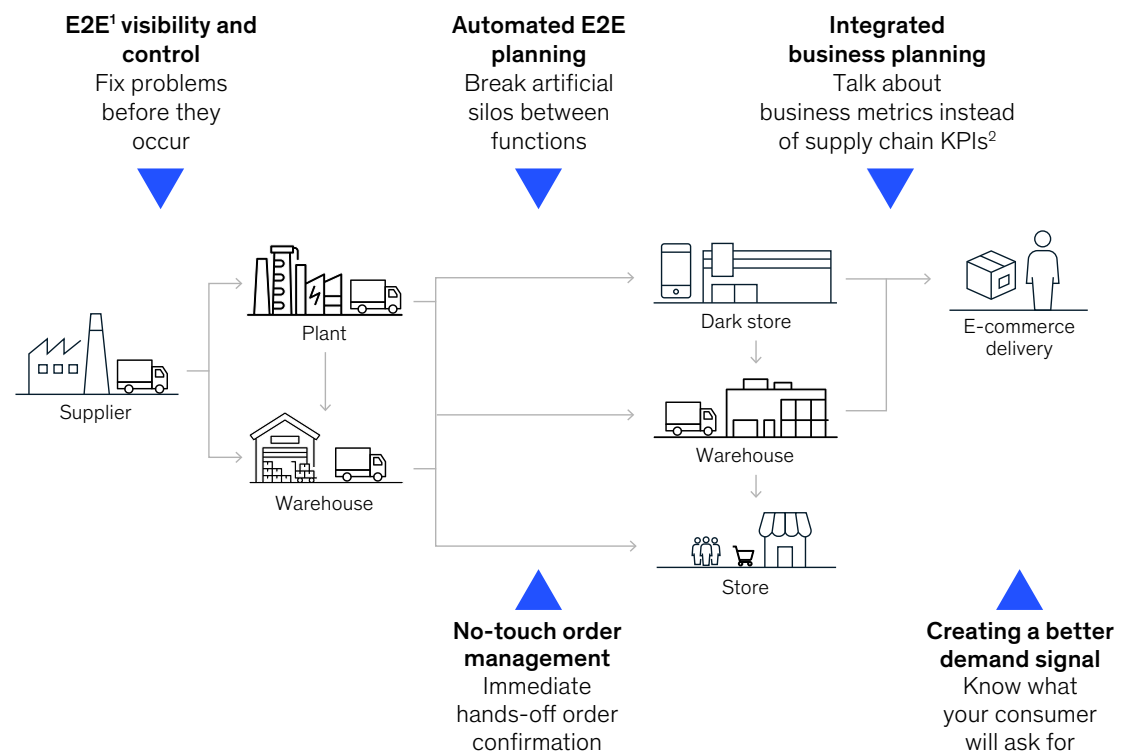 E2E¹ visibility and
control
Fix problems
before they
occur
Automated E2E
planning
Break artificial
silos between
functions
Integrated
business planning
Talk about
business metrics instead
of supply chain KPIs²
Plant
Dark store
E-commerce
delivery
Supplier
Warehouse
Warehouse
Store
No-touch order
management
Immediate
hands-off order
confirmation
Creating a better
demand signal
Know what
your consumer
will ask for